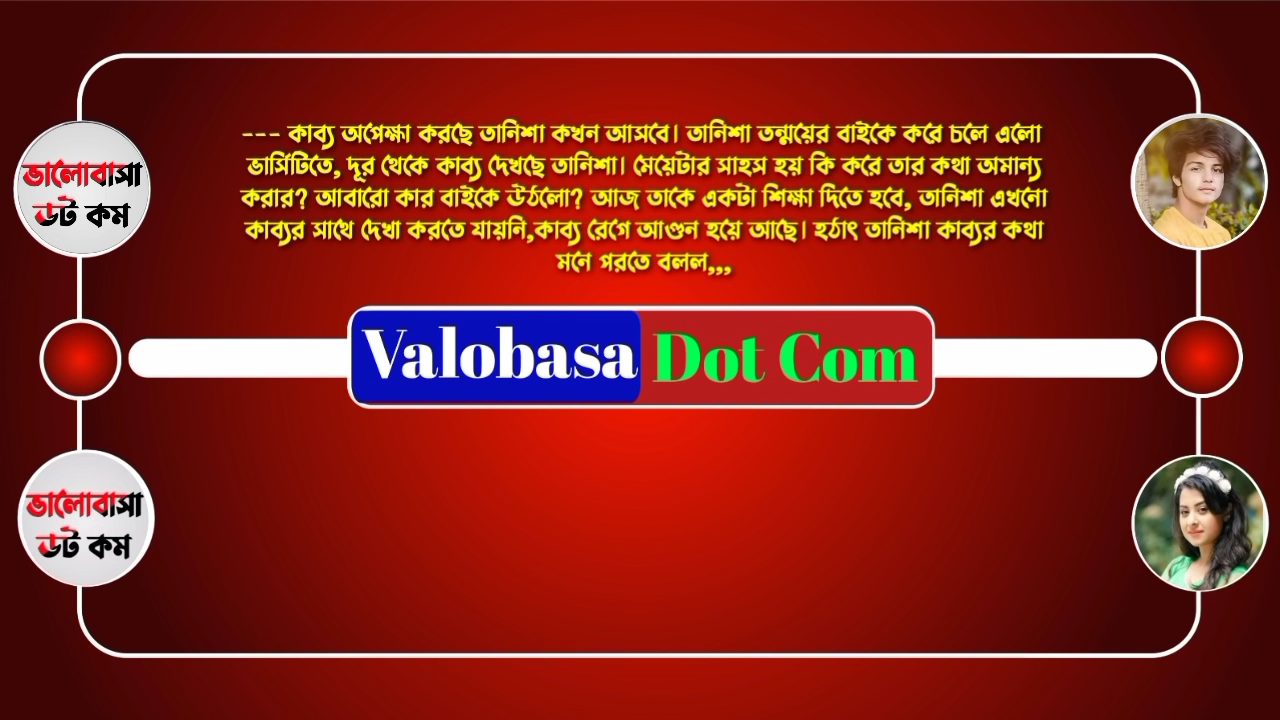 --- কাব্য অপেক্ষা করছে তানিশা কখন আসবে। তানিশা তন্ময়ের বাইকে করে চলে এলো
ভার্সিটিতে, দূর থেকে কাব্য দেখছে তানিশা। মেয়েটার সাহস হয় কি করে তার কথা অমান্য
করার? আবারো কার বাইকে উঠলো? আজ তাকে একটা শিক্ষা দিতে হবে, তানিশা এখনো
কাব্যর সাথে দেখা করতে যায়নি,কাব্য রেগে আগুন হয়ে আছে। হঠাৎ তানিশা কাব্যর কথা
মনে পরতে বলল,,,
ভালোবাসা
ডট কম
Valobasa Dot Com
ভালোবাসা
ডট কম